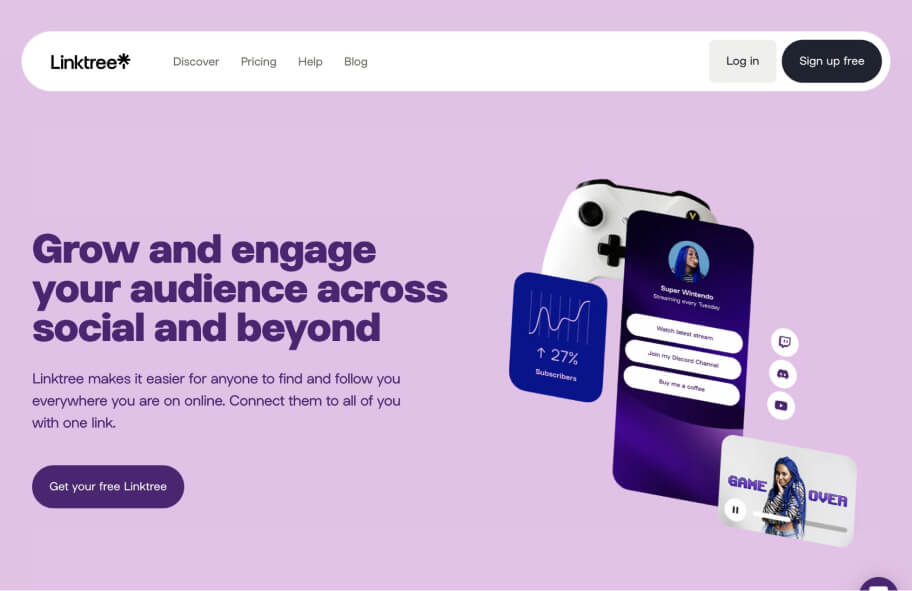 Linktree
Discover
Pricing
Help
Blog
Log in
Sign up free
Grow and engage
your audience across
social and beyond
Linktree makes it easier for anyone to find and follow you
everywhere you are on online. Connect them to all of you
with one link.
Get your free Linktree
Y
Super Wintendo
Streaming every Tuesday
Watch latest stream
Join my Discord Channel
Buy me a coffee
↑ 27%
Subscribers
GAME OVER